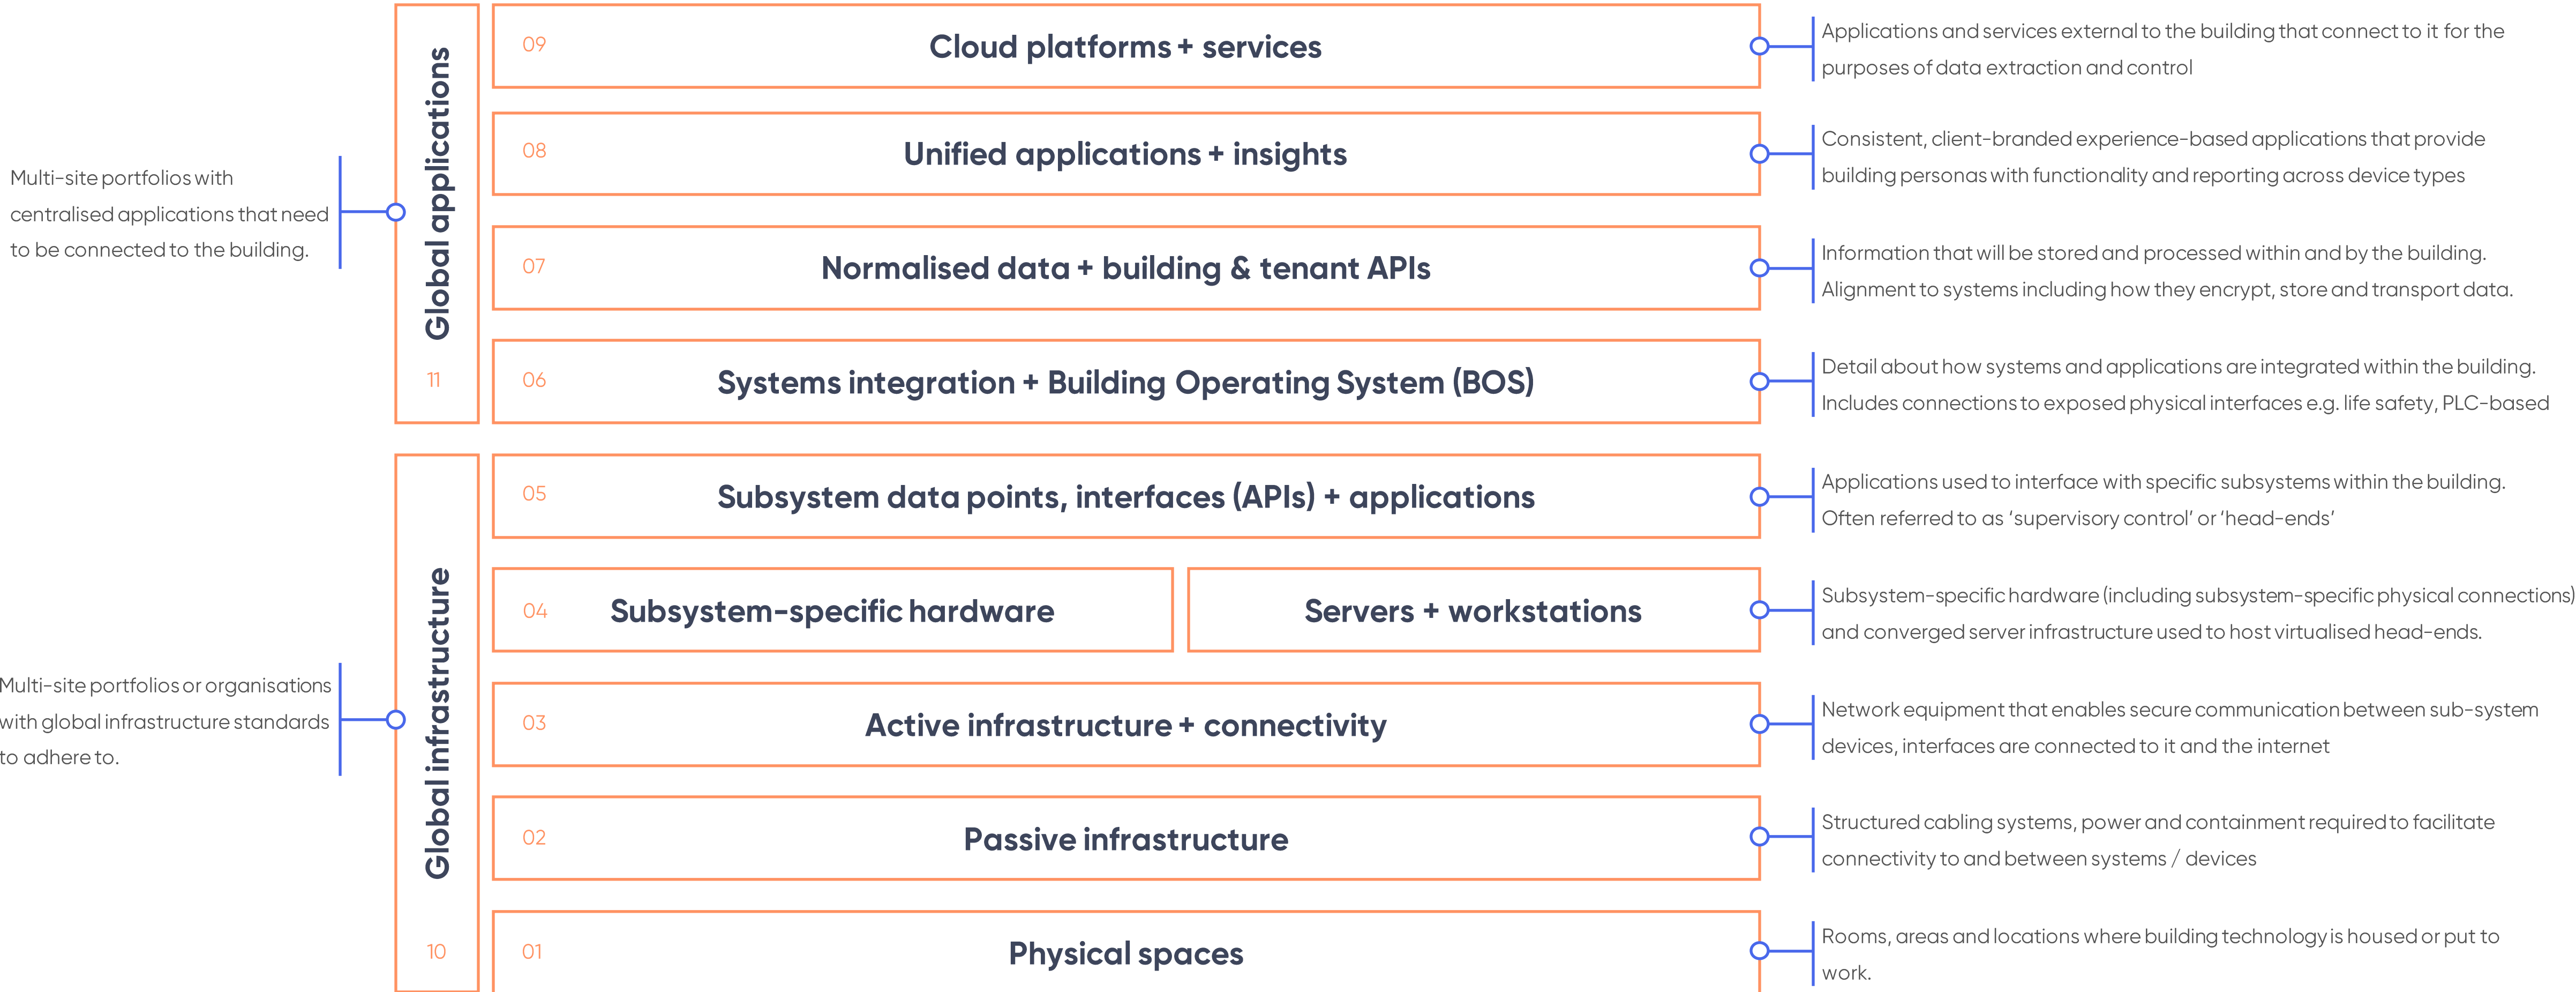 Multi-site portfolios with
centralised applications that need
to be connected to the building.
Global applications
11
09
Cloud platforms + services
Applications and services external to the building that connect to it for the
purposes of data extraction and control
08
Unified applications + insights
Consistent, client-branded experience-based applications that provide
building personas with functionality and reporting across device types
07
Normalised data + building & tenant APIs
Information that will be stored and processed within and by the building.
Alignment to systems including how they encrypt, store and transport data.
06
Systems integration + Building Operating System (BOS)
Detail about how systems and applications are integrated within the building.
Includes connections to exposed physical interfaces e.g. life safety, PLC-based
Multi-site portfolios or organisations
with global infrastructure standards
to adhere to.
Global infrastructure
10
05
Subsystem data points, interfaces (APIs) + applications
Applications used to interface with specific subsystems within the building.
Often referred to as ‘supervisory control’ or ‘head-ends’
04
Subsystem-specific hardware
Servers + workstations
Subsystem-specific hardware (including subsystem-specific physical connections)
and converged server infrastructure used to host virtualised head-ends.
03
Active infrastructure + connectivity
Network equipment that enables secure communication between sub-system
devices, interfaces are connected to it and the internet
02
Passive infrastructure
Structured cabling systems, power and containment required to facilitate
connectivity to and between systems / devices
01
Physical spaces
Rooms, areas and locations where building technology is housed or put to
work.